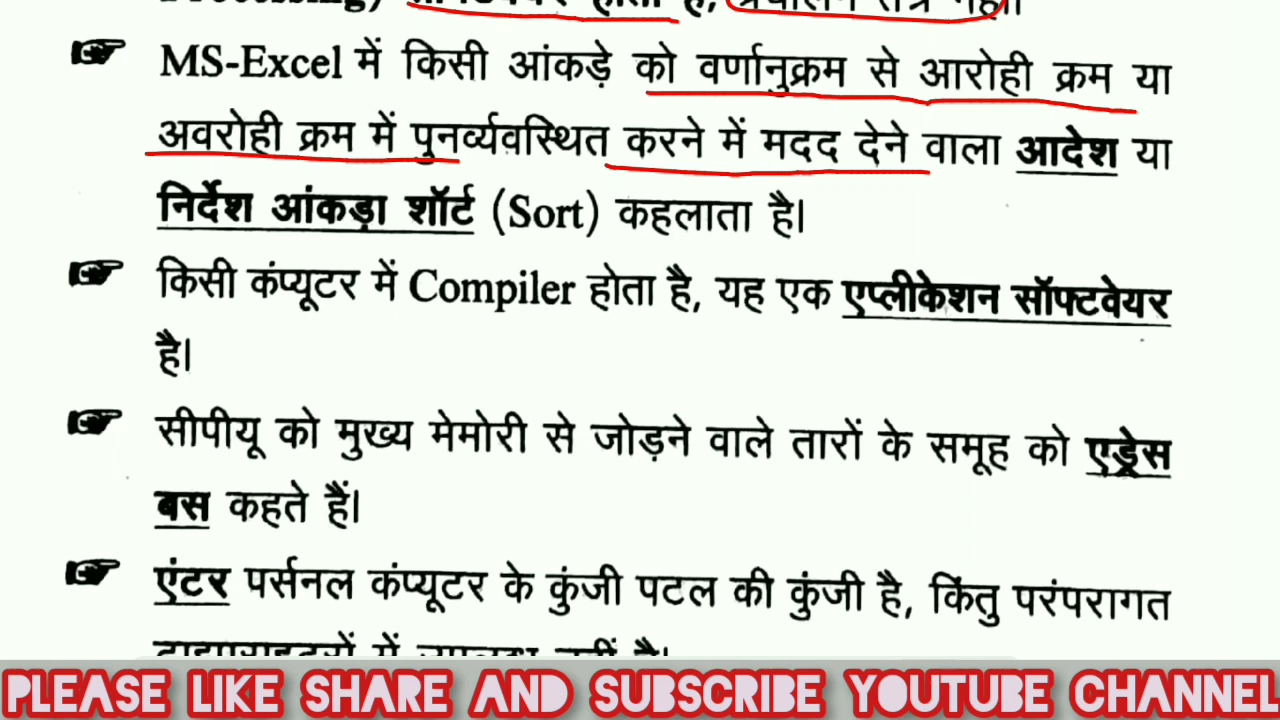 MS-Excel में किसी आंकड़े को वर्णानुक्रम से आरोही क्रम या
अवरोही क्रम में पुनर्व्यवस्थित करने में मदद देने वाला आदेश या
निर्देश आंकड़ा शॉर्ट (Sort) कहलाता है।
किसी कंप्यूटर में Compiler होता है, यह एक एप्लीकेशन सॉफ्टवेयर
है।
सीपीयू को मुख्य मेमोरी से जोड़ने वाले तारों के समूह को एड्रेस
बस कहते हैं।
एंटर पर्सनल कंप्यूटर के कुंजी पटल की कुंजी है, किंतु परंपरागत
PLEASE LIKE SHARE AND SUBSCRIBE YOUTUBE CHANNEL